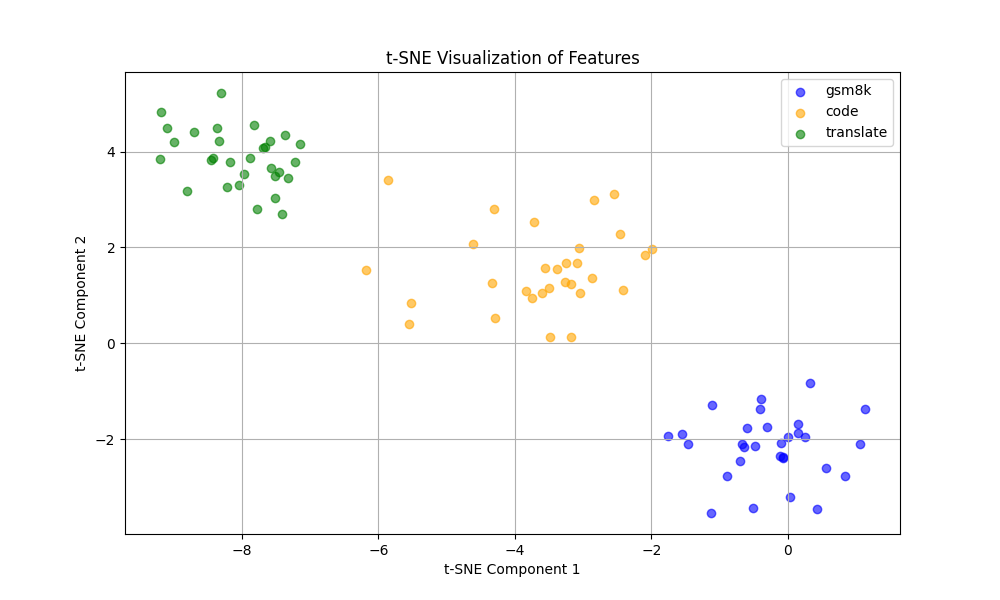 t-SNE Visualization of Features
gsm8k
code
translate
4
2
0
−2
t-SNE Component 2
−8
−6
−4
−2
0
t-SNE Component 1